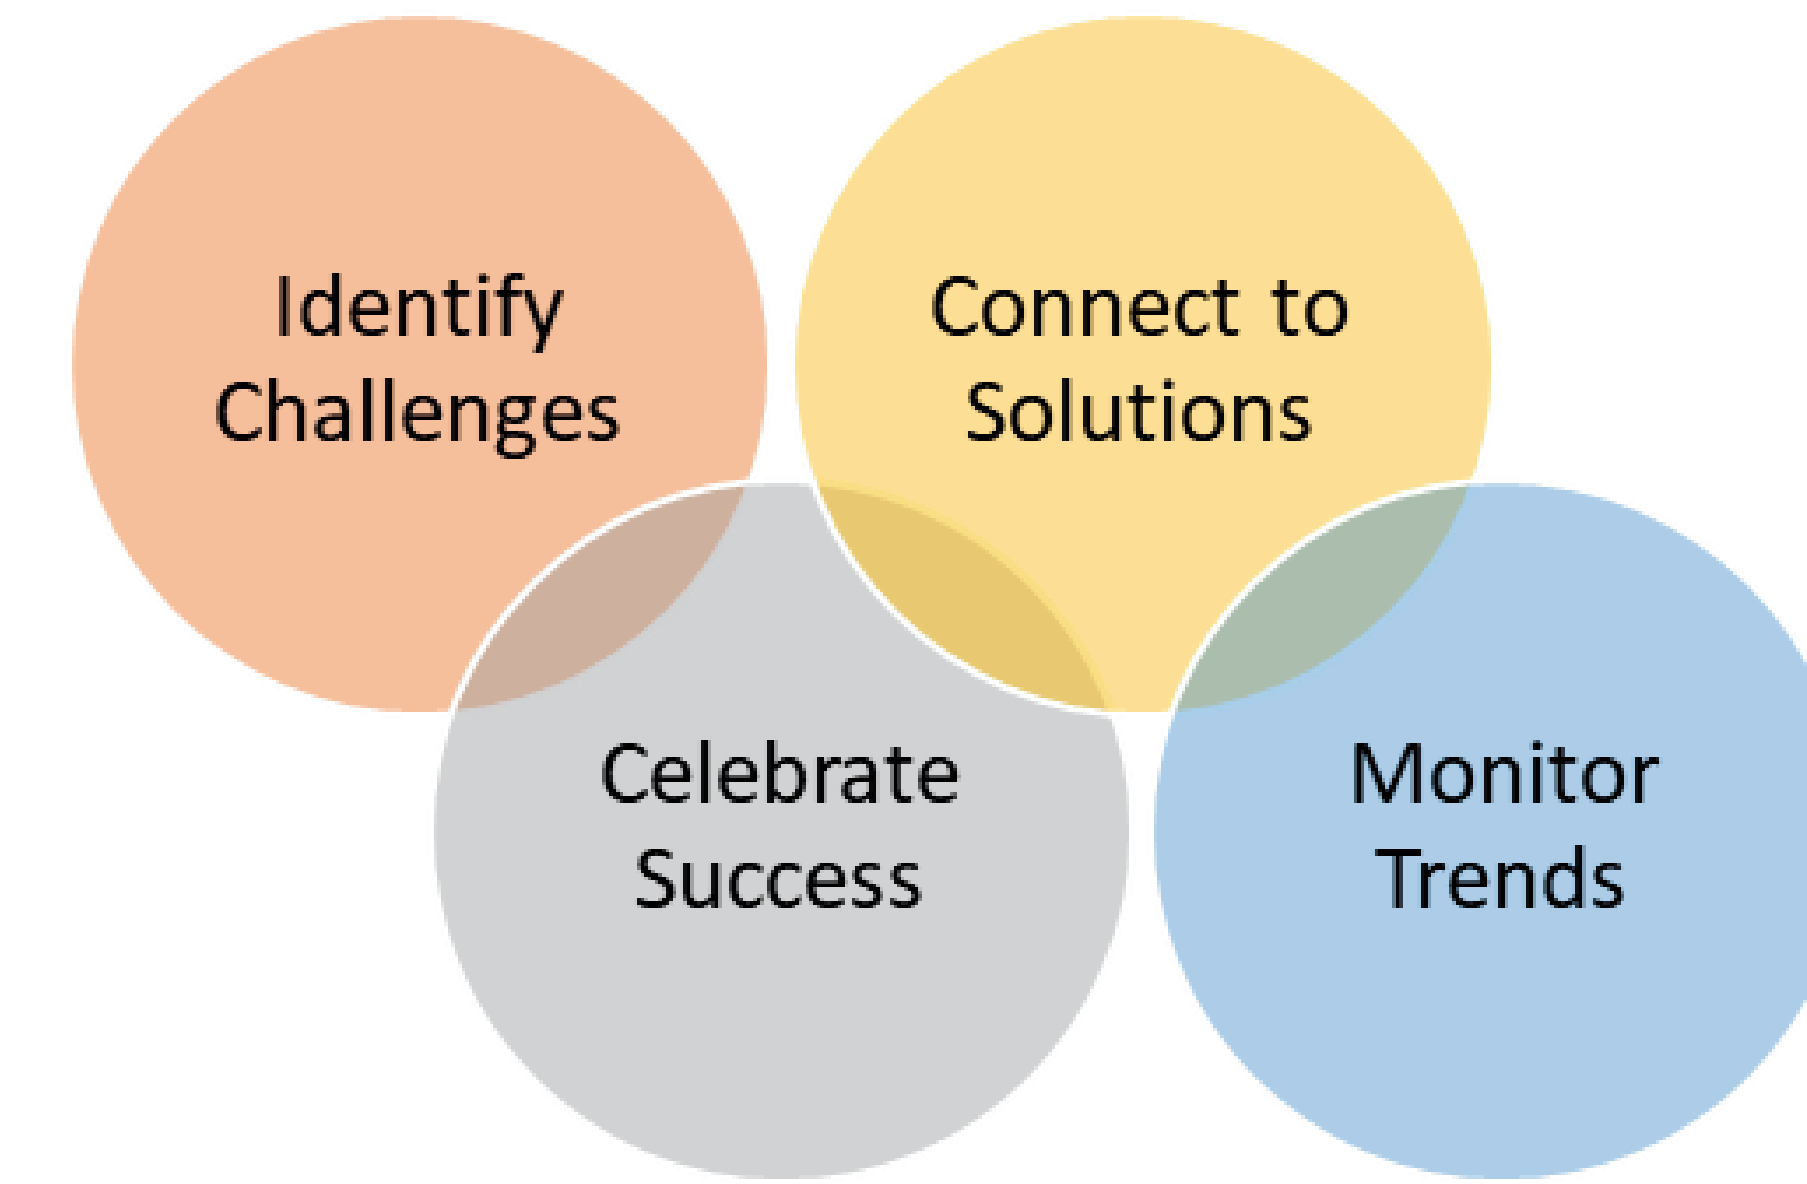 Identify
Challenges
Connect to
Solutions
Celebrate
Success
Monitor
Trends